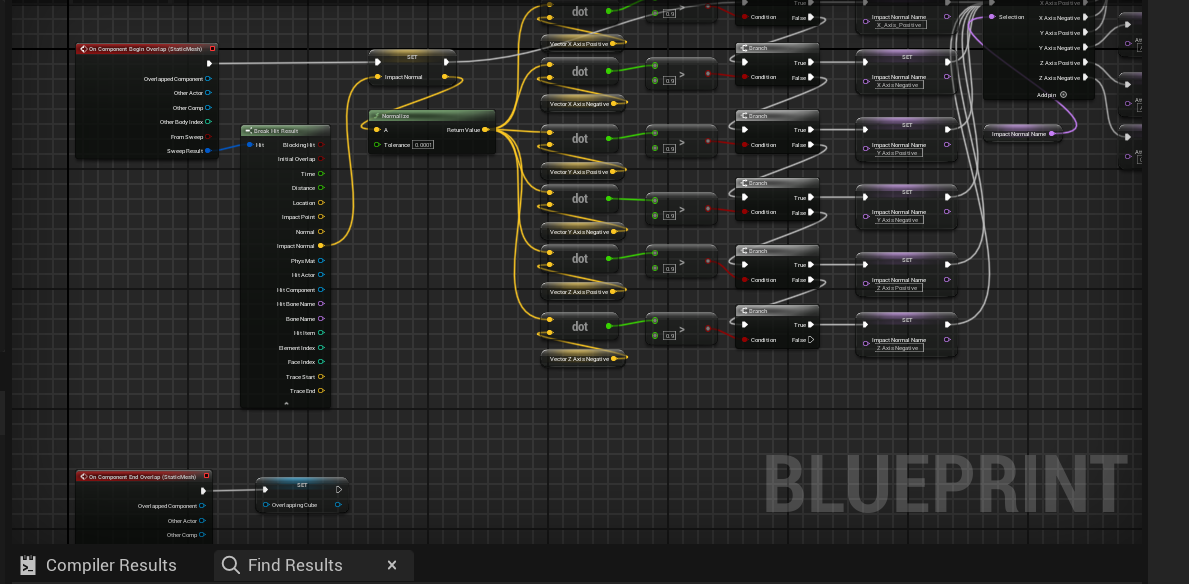 On Component Begin Overlap (StaticMesh)
Overlapped Component
Other Actor
Other Comp
Other Body Index
From Sweep
Sweep Result
Break Hit Result
Hit
Blocking Hit
Initial Overlap
Time
Distance
Location
Impact Point
Normal
Impact Normal
Phys Mat
Hit Actor
Hit Component
Hit Bone Name
Bone Name
Hit Item
Element Index
Face Index
Trace Start
Trace End
SET
Impact Normal
Normalize
A
Return Value
Tolerance 0.0001
dot
Vector X Axis Positive
dot
Vector X Axis Negative
dot
Vector Y Axis Positive
dot
Vector Y Axis Negative
dot
Vector Z Axis Positive
dot
Vector Z Axis Negative
0.9 >
0.9 >
0.9 >
0.9 >
0.9 >
0.9 >
True
Condition False
Branch
True
Condition False
Branch
True
Condition False
Branch
True
Condition False
Branch
True
Condition False
Branch
True
Condition False
Impact Normal Name
X_Axis_Positive
SET
Impact Normal Name
X Axis Negative
SET
Impact Normal Name
Y Axis Positive
SET
Impact Normal Name
Y Axis Negative
SET
Impact Normal Name
Z Axis Positive
SET
Impact Normal Name
Z Axis Negative
X Axis Positive
Selection
X Axis Negative
Y Axis Positive
Y Axis Negative
Z Axis Positive
Z Axis Negative
Add pin
Impact Normal Name
On Component End Overlap (StaticMesh)
Overlapped Component
Other Actor
Other Comp
SET
Overlapping Cube
BLUEPRINT
Compiler Results
Find Results